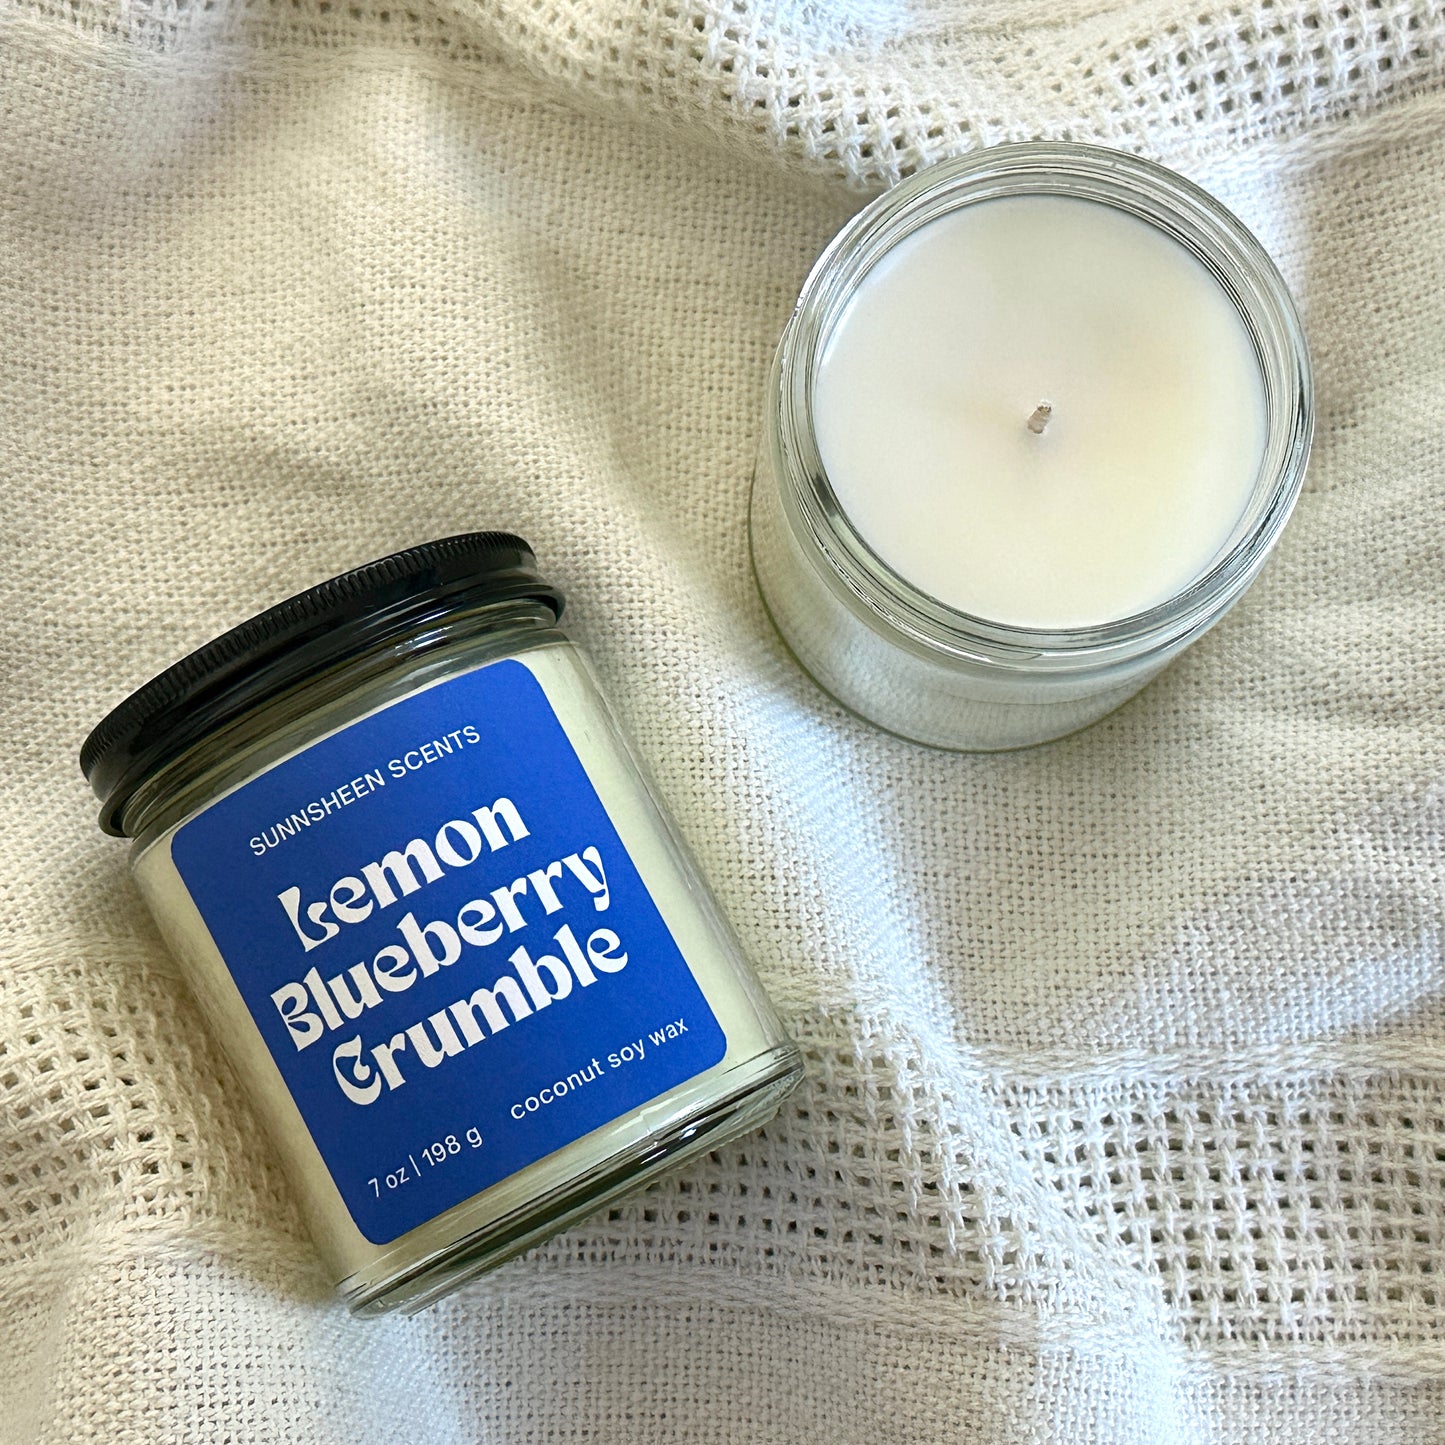 SUNNSHEEN SCENTS
Lemon
Blueberry
Crumble
7 oz | 198 g coconut soy wax